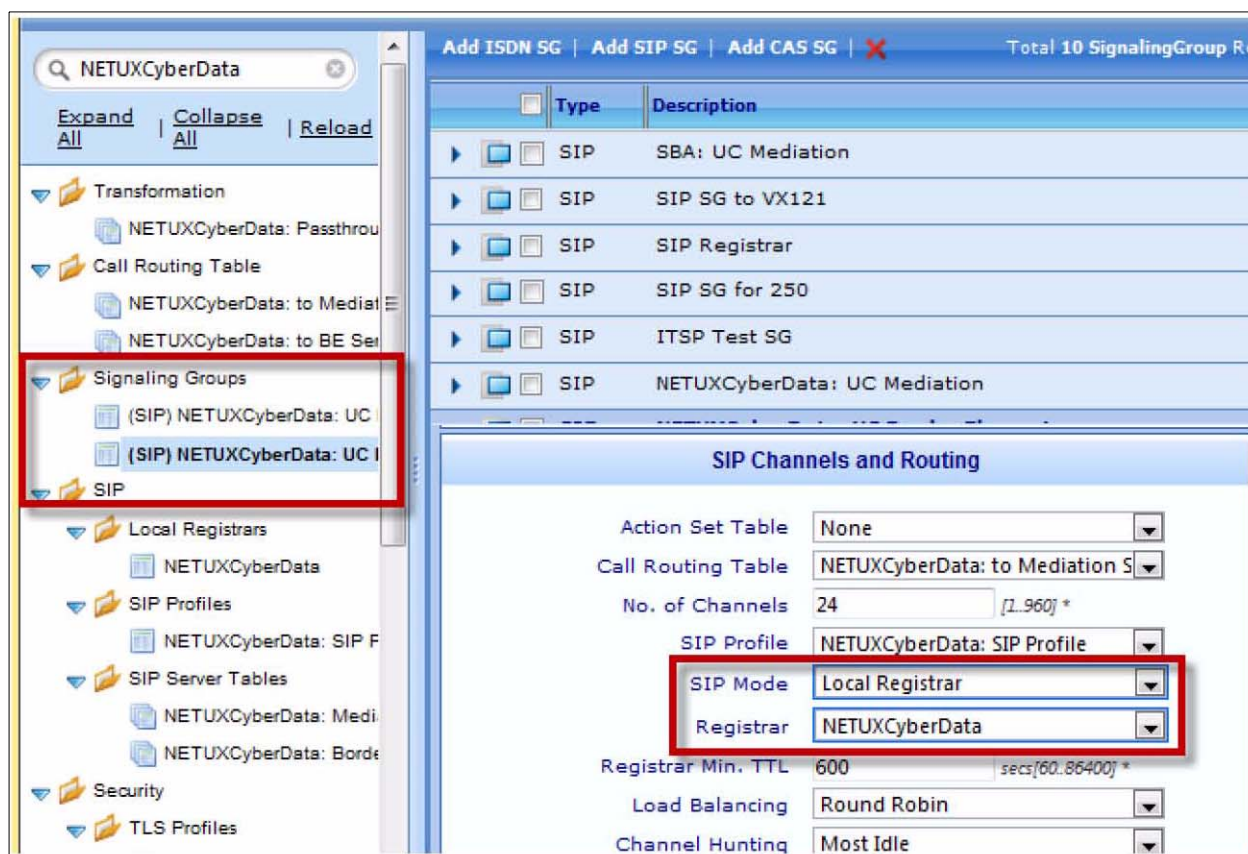 NETUXCyberData
Expand All | Collapse All | Reload
Transformation
NETUXCyberData: Passthrou
Call Routing Table
NETUXCyberData: to Mediat
NETUXCyberData: to BE Ser
Signaling Groups
(SIP) NETUXCyberData: UC
(SIP) NETUXCyberData: UC
SIP
Local Registrars
NETUXCyberData
SIP Profiles
NETUXCyberData: SIP P
SIP Server Tables
NETUXCyberData: Medi
NETUXCyberData: Borde
Security
TLS Profiles
Add ISDN SG | Add SIP SG | Add CAS SG | Total 10 SignalingGroup R
Type Description
SIP SBA: UC Mediation
SIP SIP SG to VX121
SIP SIP Registrar
SIP SIP SG for 250
SIP ITSP Test SG
SIP NETUXCyberData: UC Mediation
SIP Channels and Routing
Action Set Table None
Call Routing Table NETUXCyberData: to Mediation S
No. of Channels 24 [1..960] *
SIP Profile NETUXCyberData: SIP Profile
SIP Mode Local Registrar
Registrar NETUXCyberData
Registrar Min. TTL 600 secs[60..86400] *
Load Balancing Round Robin
Channel Hunting Most Idle